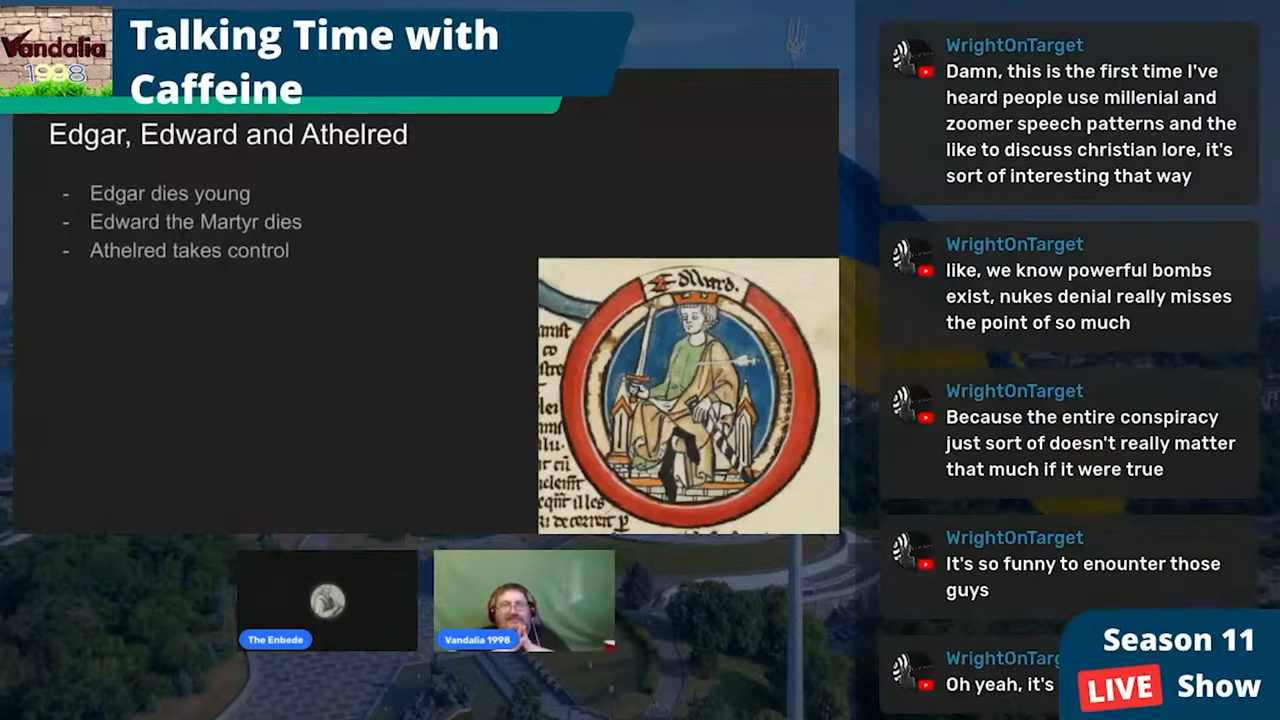 Vandalia
1998
Talking Time with
Caffeine
Edgar, Edward and Athelred
- Edgar dies young
- Edward the Martyr dies
- Athelred takes control
The Enbede
Vandalia 1998
WrightOnTarget
Damn, this is the first time I've
heard people use millenial and
zoomer speech patterns and the
like to discuss christian lore, it's
sort of interesting that way
WrightOnTarget
like, we know powerful bombs
exist, nukes denial really misses
the point of so much
WrightOnTarget
Because the entire conspiracy
just sort of doesn't really matter
that much if it were true
WrightOnTarget
It's so funny to enounter those
guys
WrightOnTarg
Oh yeah, it's
Season 11
LIVE Show